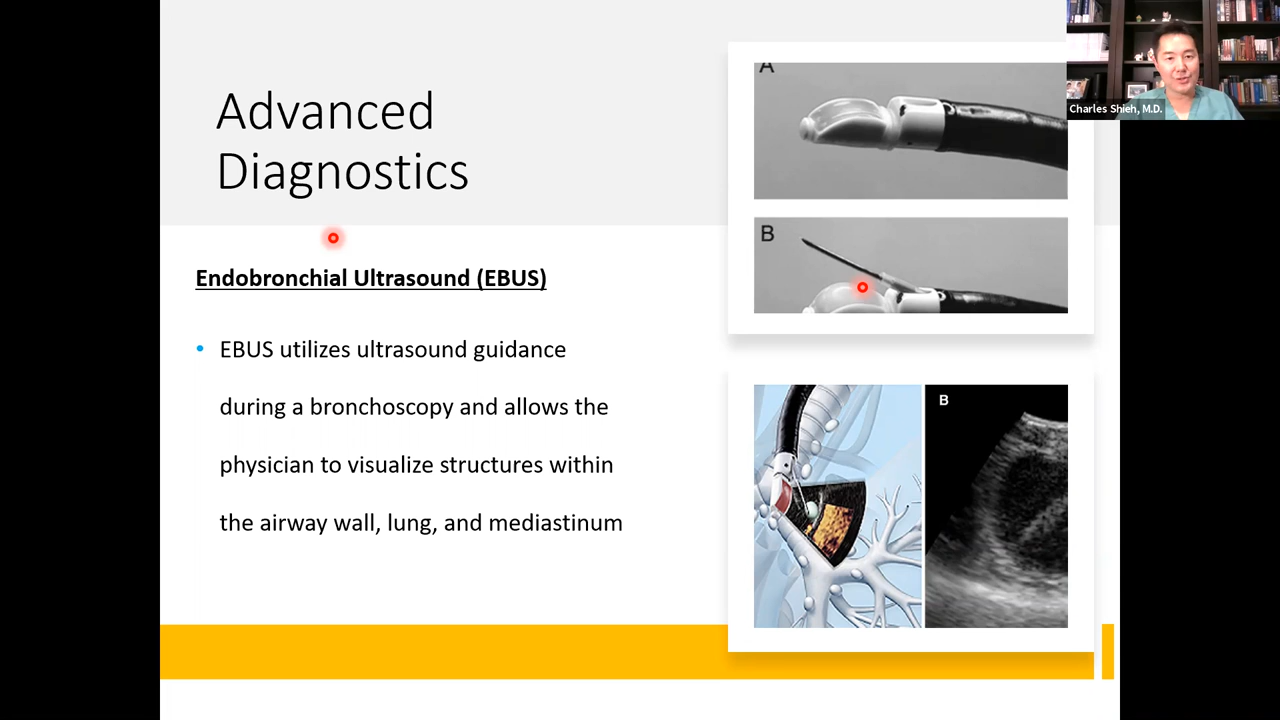 Advanced
Diagnostics
Endobronchial Ultrasound (EBUS)
• EBUS utilizes ultrasound guidance
during a bronchoscopy and allows the
physician to visualize structures within
the airway wall, lung, and mediastinum
A
B
B
Charles Shieh, M.D.